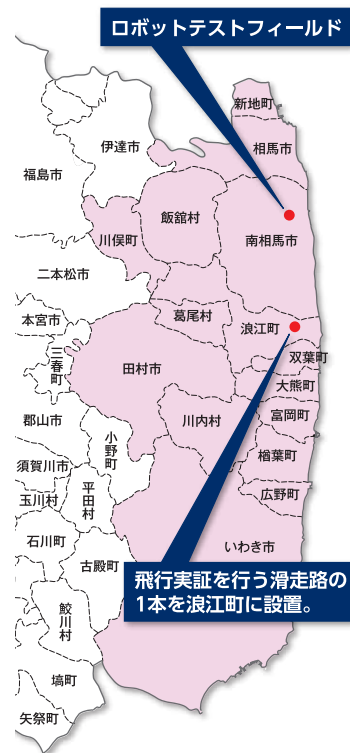 ロボットテストフィールド
新地町
相馬市
伊達市
福島市
飯舘村
川俣町
南相馬市
二本松市
葛尾村
浪江町
本宮市
三春町
双葉町
田村市
大熊町
富岡町
川内村
郡山市
小野町
楢葉町
須賀川市
平田村
広野町
玉川村
石川町
いわき市
古殿町
飛行実証を行う滑走路の
1本を浪江町に設置。
鮫川村
塙町
矢祭町